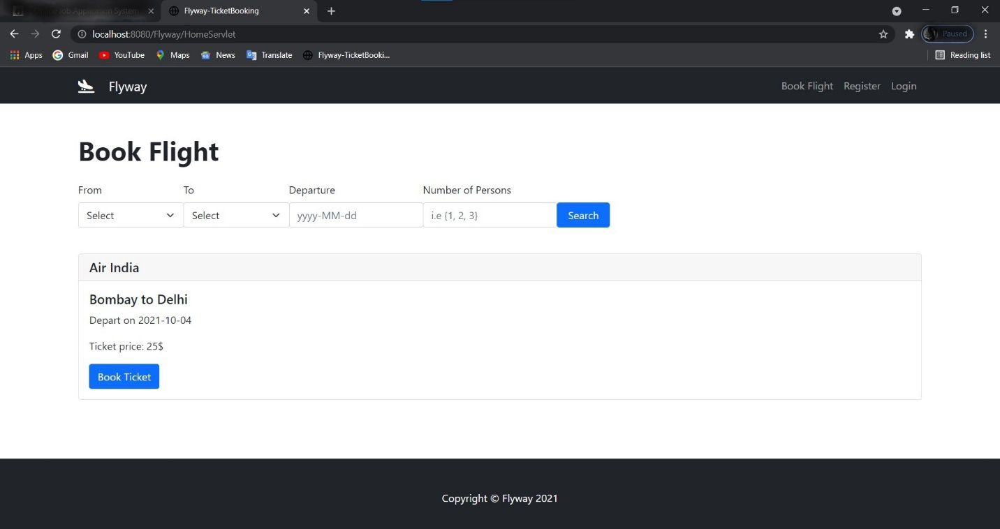 Job Application System
Flyway-TicketBooking
localhost:8080/Flyway/HomeServlet
Paused
Apps Gmail YouTube Maps News Translate Flyway-TicketBooki... Reading list
Flyway Book Flight Register Login
Book Flight
From To Departure Number of Persons
Select Select yyyy-MM-dd i.e {1, 2, 3} Search
Air India
Bombay to Delhi
Depart on 2021-10-04
Ticket price: 25$
Book Ticket
Copyright © Flyway 2021